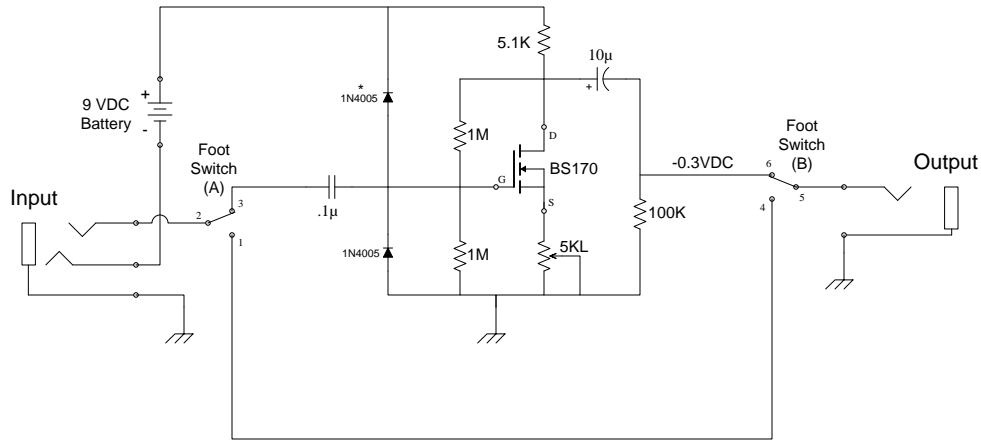 5.1K
10µ
+
*
1N4005
+
9 VDC
Battery
-
1M
D
BS170
G
S
Foot
Switch
(A)
Foot
Switch
(B)
-0.3VDC
6
5
4
Output
Input
2
3
1
.1µ
100K
1N4005
1M
5KL